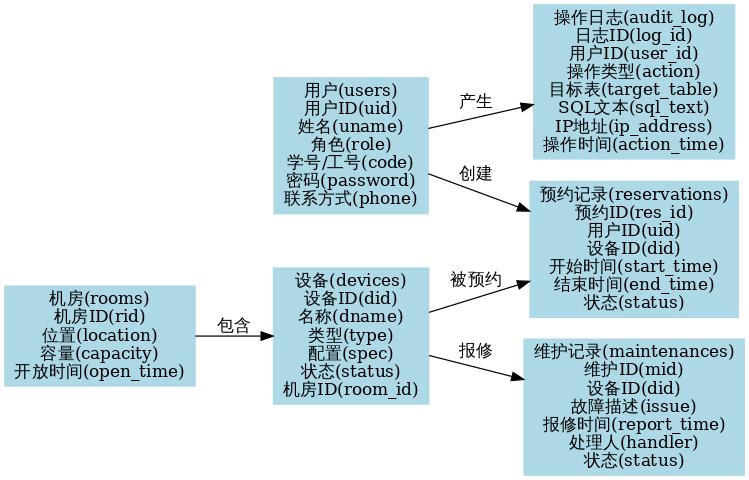 机房(rooms)
机房ID(rid)
位置(location)
容量(capacity)
开放时间(open_time)
包含
用户(users)
用户ID(uid)
姓名(uname)
角色(role)
学号/工号(code)
密码(password)
联系方式(phone)
设备(devices)
设备ID(did)
名称(dname)
类型(type)
配置(spec)
状态(status)
机房ID(room_id)
产生
创建
被预约
报修
操作日志(audit_log)
日志ID(log_id)
用户ID(user_id)
操作类型(action)
目标表(target_table)
SQL文本(sql_text)
IP地址(ip_address)
操作时间(action_time)
预约记录(reservations)
预约ID(res_id)
用户ID(uid)
设备ID(did)
开始时间(start_time)
结束时间(end_time)
状态(status)
维护记录(maintenances)
维护ID(mid)
设备ID(did)
故障描述(issue)
报修时间(report_time)
处理人(handler)
状态(status)